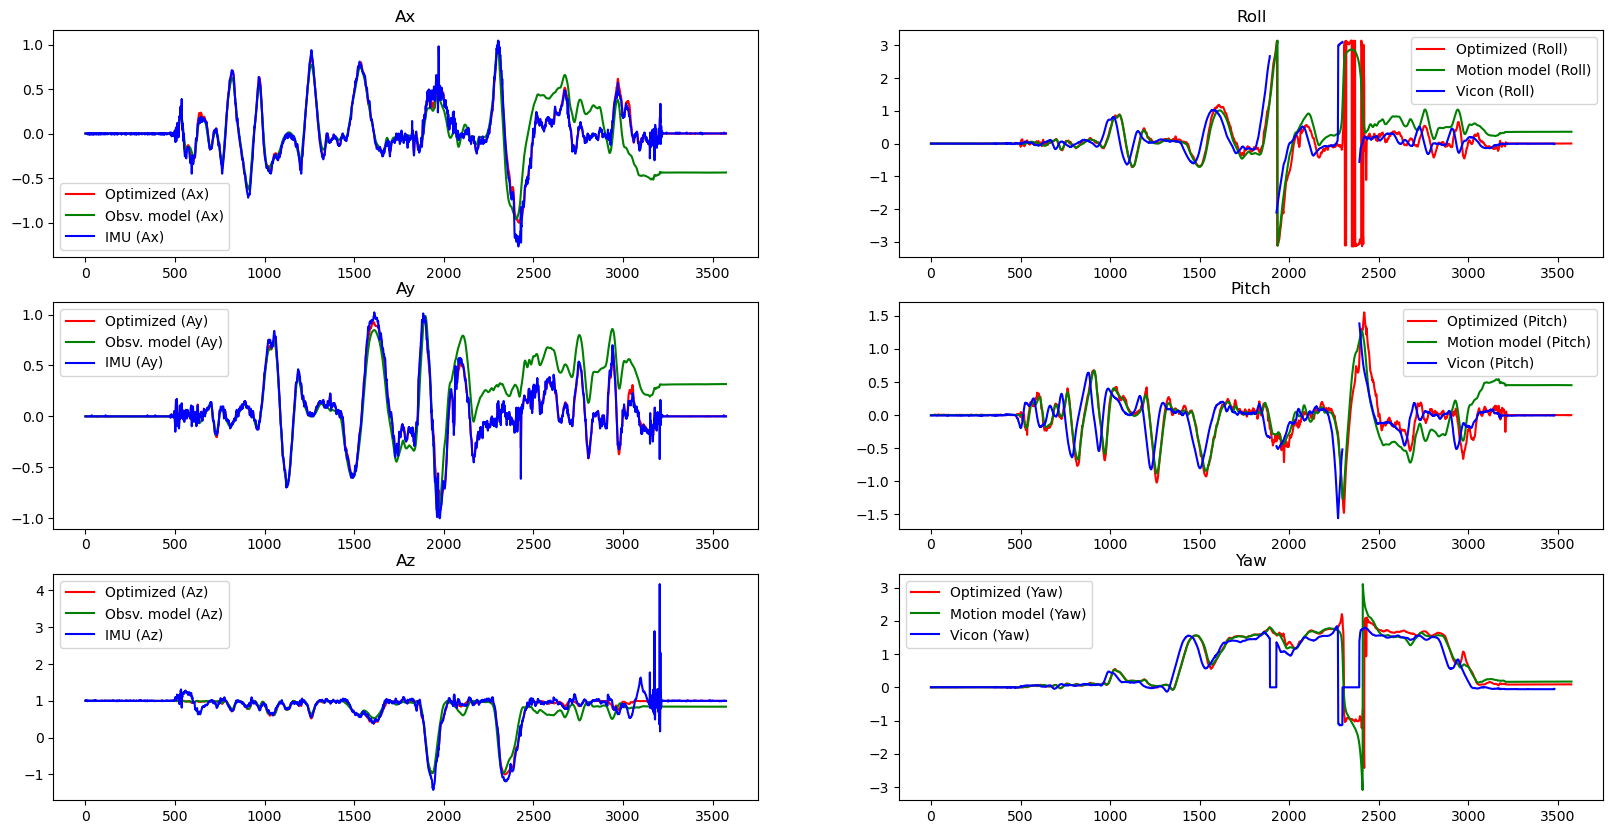 Ax
1.0
0.5
0.0
−0.5
−1.0
Optimized (Ax)
Obsv. model (Ax)
IMU (Ax)
0 500 1000 1500 2000 2500 3000 3500
Roll
3
2
1
0
−1
−2
−3
Optimized (Roll)
Motion model (Roll)
Vicon (Roll)
0 500 1000 1500 2000 2500 3000 3500
Ay
1.0
0.5
0.0
−0.5
−1.0
Optimized (Ay)
Obsv. model (Ay)
IMU (Ay)
0 500 1000 1500 2000 2500 3000 3500
Pitch
1.5
1.0
0.5
0.0
−0.5
−1.0
−1.5
Optimized (Pitch)
Motion model (Pitch)
Vicon (Pitch)
0 500 1000 1500 2000 2500 3000 3500
Az
4
3
2
1
0
−1
Optimized (Az)
Obsv. model (Az)
IMU (Az)
0 500 1000 1500 2000 2500 3000 3500
Yaw
3
2
1
0
−1
−2
−3
Optimized (Yaw)
Motion model (Yaw)
Vicon (Yaw)
0 500 1000 1500 2000 2500 3000 3500